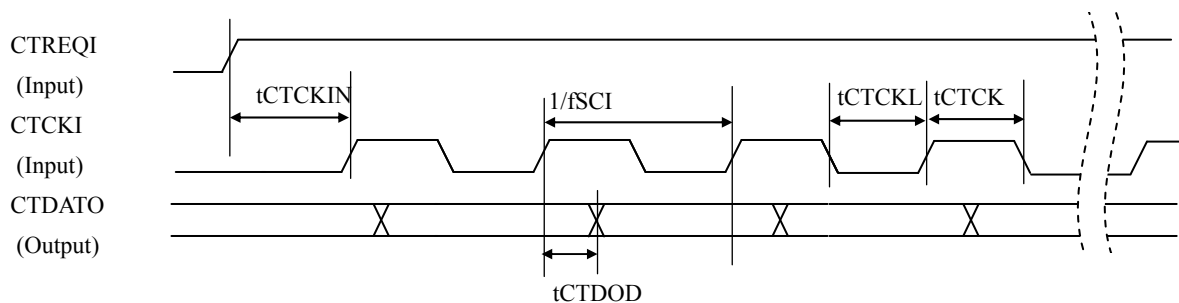 CTREQI
(Input)
tCTCKIN
1/fSCI
tCTCKL
tCTCK
CTCKI
(Input)
CTDATO
(Output)
tCTDOD